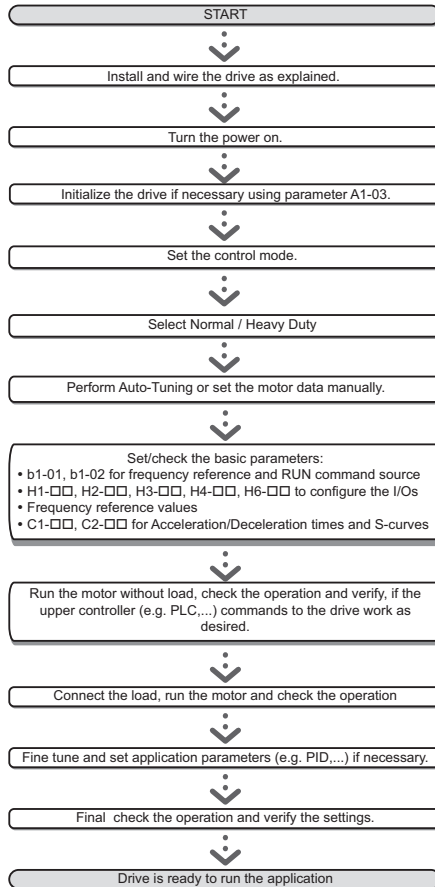 START
Install and wire the drive as explained.
Turn the power on.
Initialize the drive if necessary using parameter A1-03.
Set the control mode.
Select Normal / Heavy Duty
Perform Auto-Tuning or set the motor data manually.
Set/check the basic parameters:
• b1-01, b1-02 for frequency reference and RUN command source
• H1-□□, H2-□□, H3-□□, H4-□□, H6-□□ to configure the I/Os
• Frequency reference values
• C1-□□, C2-□□ for Acceleration/Deceleration times and S-curves
Run the motor without load, check the operation and verify, if the
upper controller (e.g. PLC,...) commands to the drive work as
desired.
Connect the load, run the motor and check the operation
Fine tune and set application parameters (e.g. PID,...) if necessary.
Final check the operation and verify the settings.
Drive is ready to run the application